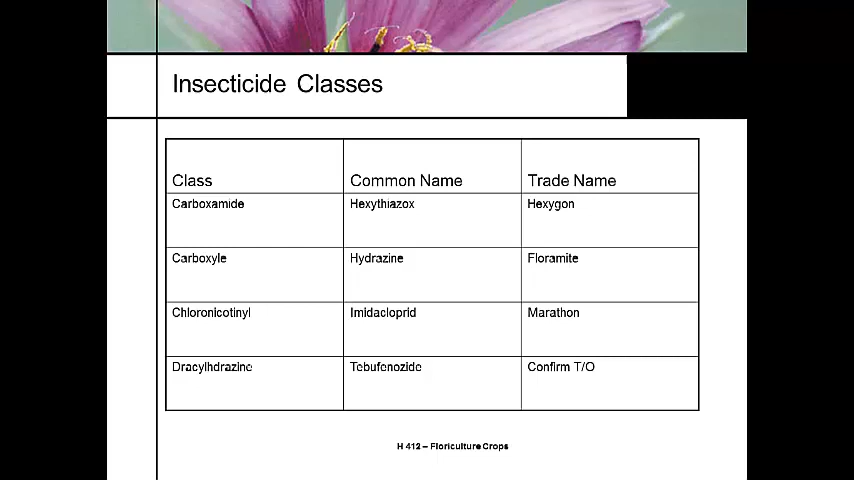 Insecticide Classes
Class Common Name Trade Name
Carboxamide Hexythiazox Hexygon
Carboxyle Hydrazine Floramite
Chloronicotinyl Imidacloprid Marathon
Dracylhdrazine Tebufenozide Confirm T/O
H 412 – Floriculture Crops